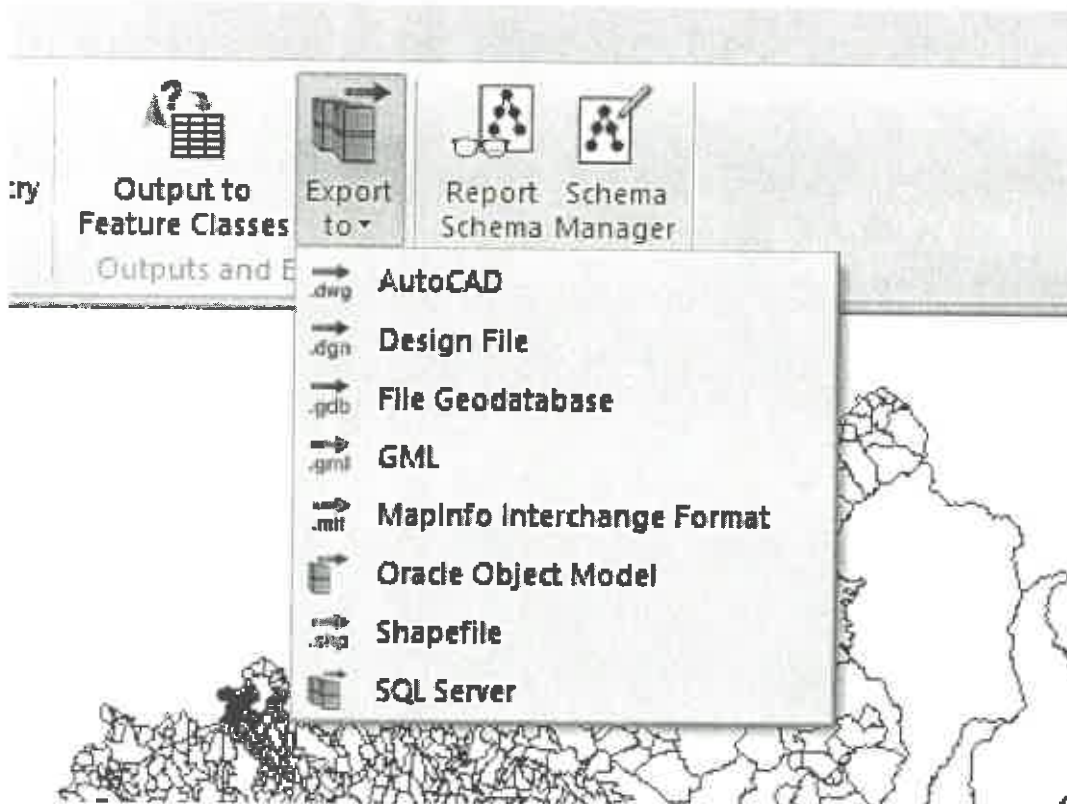 Output to
Feature Classes
Export
to
Report
Schema
Schema
Manager
Outputs and E
.dwg AutoCAD
.dgn Design File
.gdb File Geodatabase
.gml GML
.mif MapInfo Interchange Format
Oracle Object Model
.shp Shapefile
SQL Server